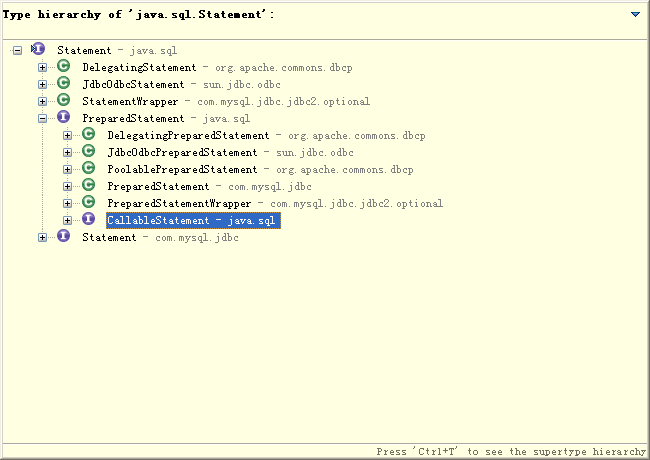 Type hierarchy of 'java.sql.Statement':
Statement - java.sql
DelegatingStatement - org.apache.commons.dbcp
JdbcOdbcStatement - sun.jdbc.odbc
StatementWrapper - com.mysql.jdbc.jdbc2.optional
PreparedStatement - java.sql
DelegatingPreparedStatement - org.apache.commons.dbcp
JdbcOdbcPreparedStatement - sun.jdbc.odbc
PoolablePreparedStatement - org.apache.commons.dbcp
PreparedStatement - com.mysql.jdbc
PreparedStatementWrapper - com.mysql.jdbc.jdbc2.optional
CallableStatement - java.sql
Statement - com.mysql.jdbc
Press 'Ctrl+T' to see the supertype hierarchy